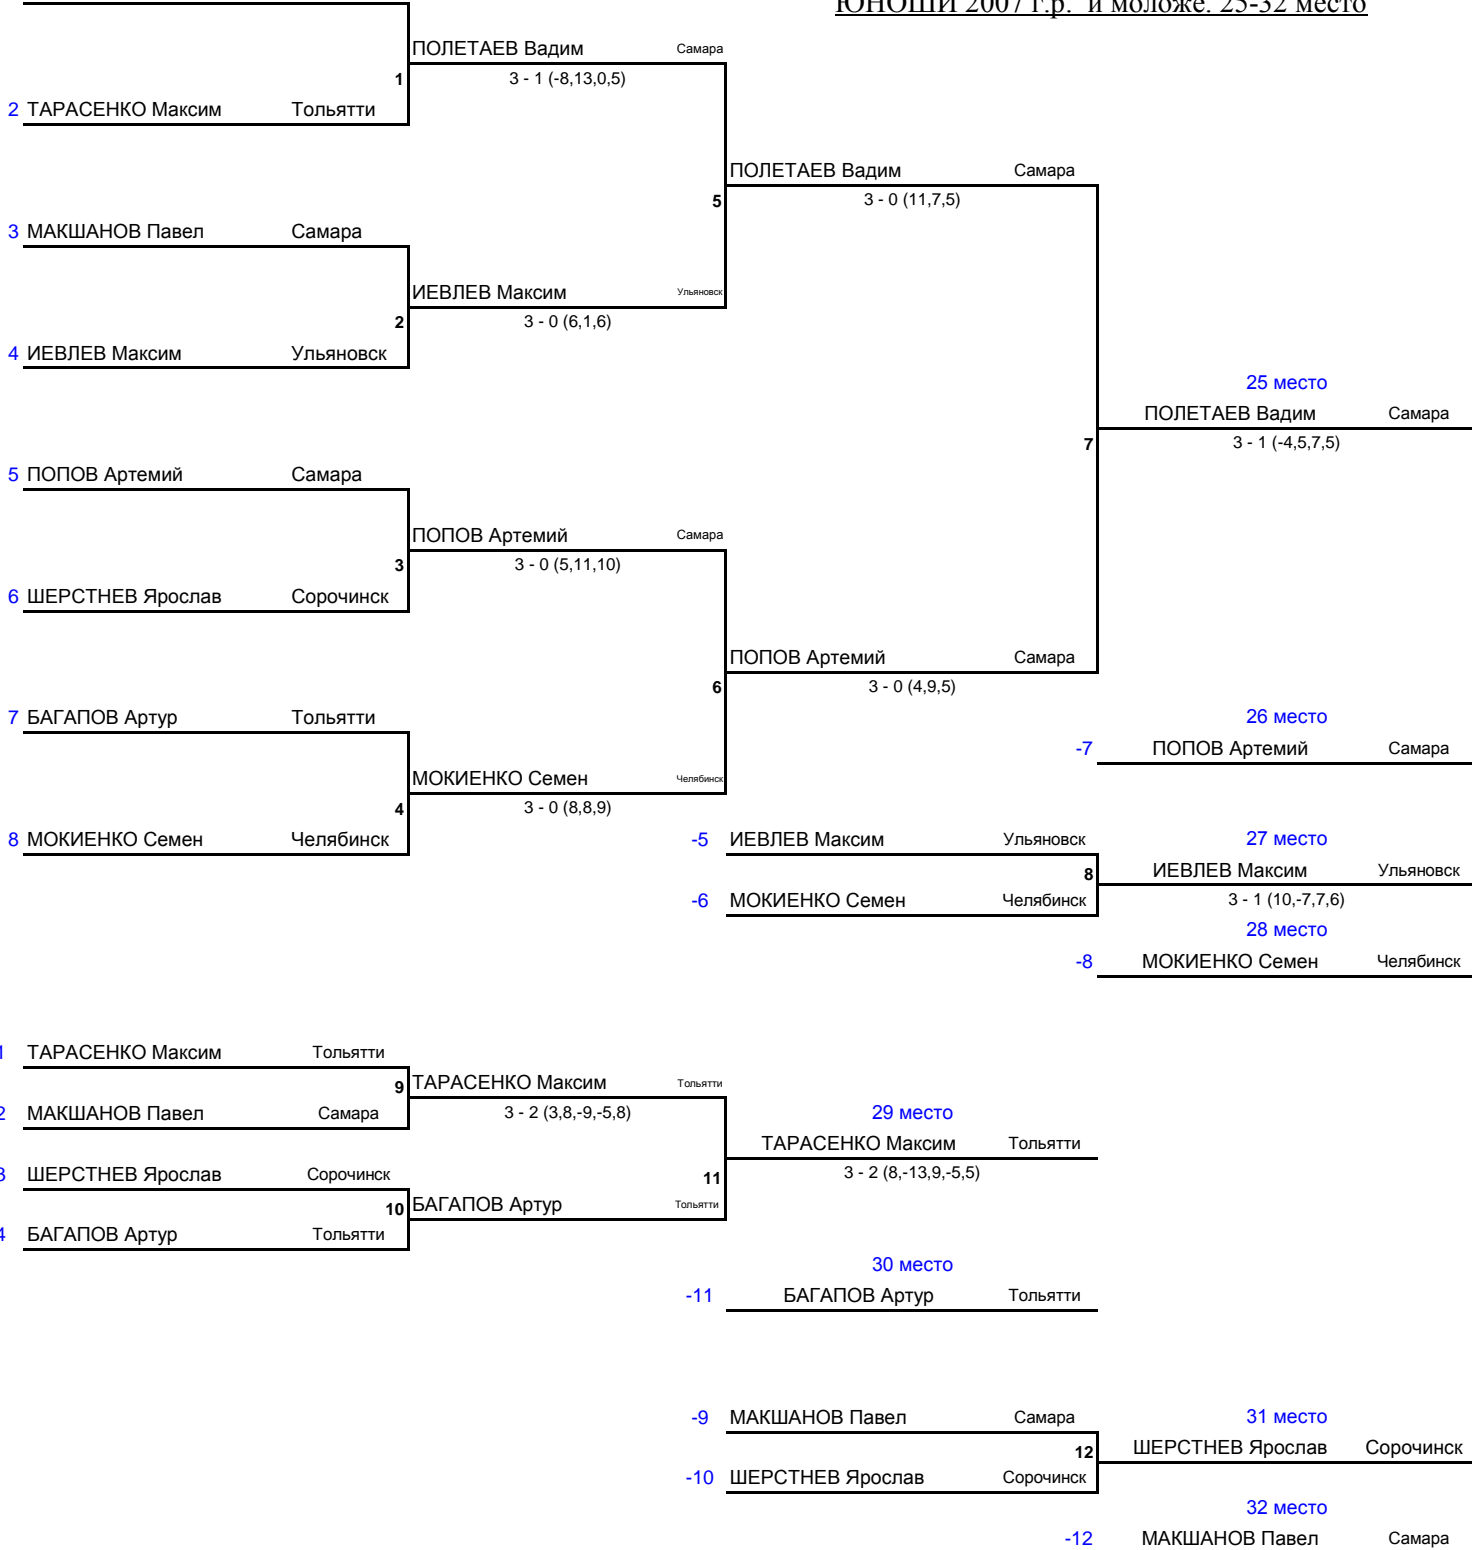 ЮНОШИ 2007 г.р. и моложе. 25-32 место
ПОЛЕТАЕВ Вадим Самара
1 3 - 1 (-8,13,0,5)
2 ТАРАСЕНКО Максим Тольятти
ПОЛЕТАЕВ Вадим Самара
5 3 - 0 (11,7,5)
3 МАКШАНОВ Павел Самара
ИЕВЛЕВ Максим Ульяновск
2 3 - 0 (6,1,6)
4 ИЕВЛЕВ Максим Ульяновск
25 место
ПОЛЕТАЕВ Вадим Самара
7 3 - 1 (-4,5,7,5)
5 ПОПОВ Артемий Самара
ПОПОВ Артемий Самара
3 3 - 0 (5,11,10)
6 ШЕРСТНЕВ Ярослав Сорочинск
ПОПОВ Артемий Самара
6 3 - 0 (4,9,5)
7 БАГАПОВ Артур Тольятти 26 место
-7 ПОПОВ Артемий Самара
МОКИЕНКО Семен Челябинск
4 3 - 0 (8,8,9)
8 МОКИЕНКО Семен Челябинск -5 ИЕВЛЕВ Максим Ульяновск 27 место
8 ИЕВЛЕВ Максим Ульяновск
-6 МОКИЕНКО Семен Челябинск 3 - 1 (10,-7,7,6)
28 место
-8 МОКИЕНКО Семен Челябинск
ТАРАСЕНКО Максим Тольятти
9 ТАРАСЕНКО Максим Тольятти
2 МАКШАНОВ Павел Самара 3 - 2 (3,8,-9,-5,8) 29 место
ТАРАСЕНКО Максим Тольятти
ШЕРСТНЕВ Ярослав Сорочинск 11 3 - 2 (8,-13,9,-5,5)
10 БАГАПОВ Артур Тольятти
4 БАГАПОВ Артур Тольятти
30 место
-11 БАГАПОВ Артур Тольятти
-9 МАКШАНОВ Павел Самара 31 место
12 ШЕРСТНЕВ Ярослав Сорочинск
-10 ШЕРСТНЕВ Ярослав Сорочинск
32 место
-12 МАКШАНОВ Павел Самара